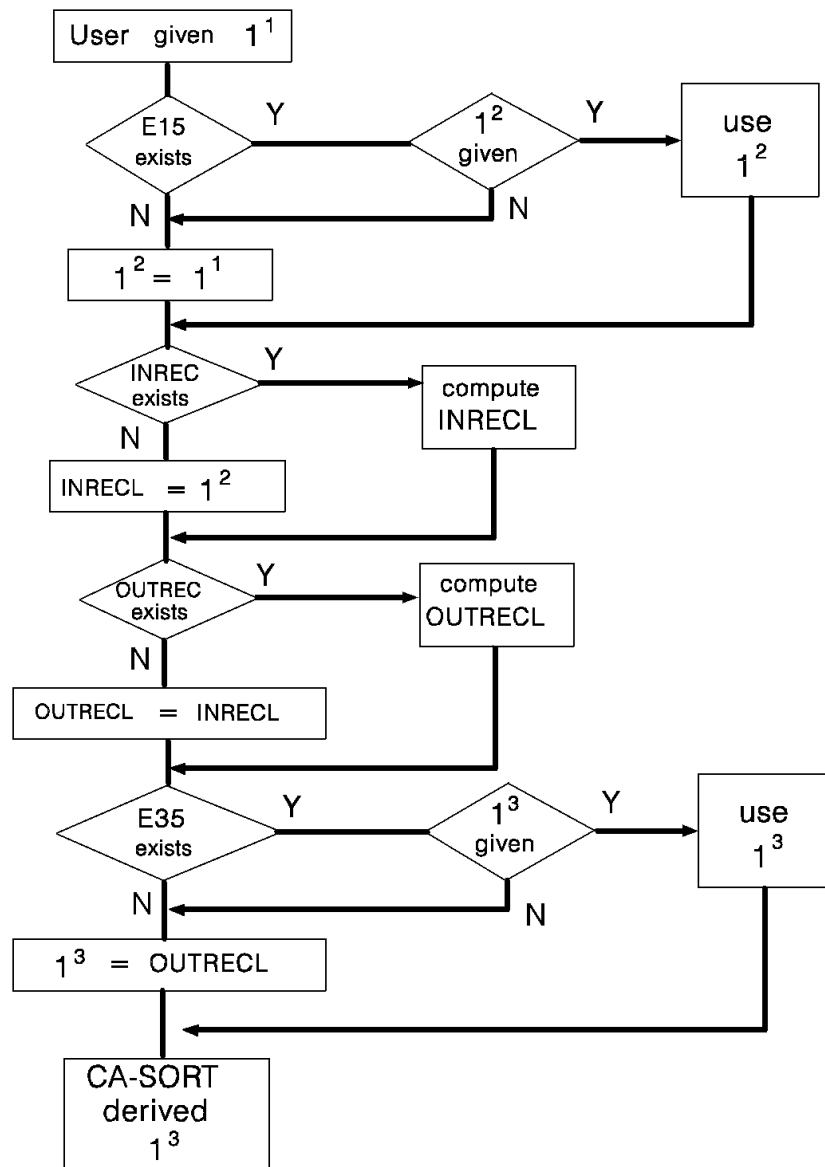 User given 1¹
E15
exists
Y
1²
given
Y
use
1²
N
N
1² = 1¹
INREC
exists
Y
compute
INRECL
N
INRECL = 1²
OUTREC
exists
Y
compute
OUTRECL
N
OUTRECL = INRECL
E35
exists
Y
1³
given
Y
use
1³
N
N
1³ = OUTRECL
CA-SORT
derived
1³